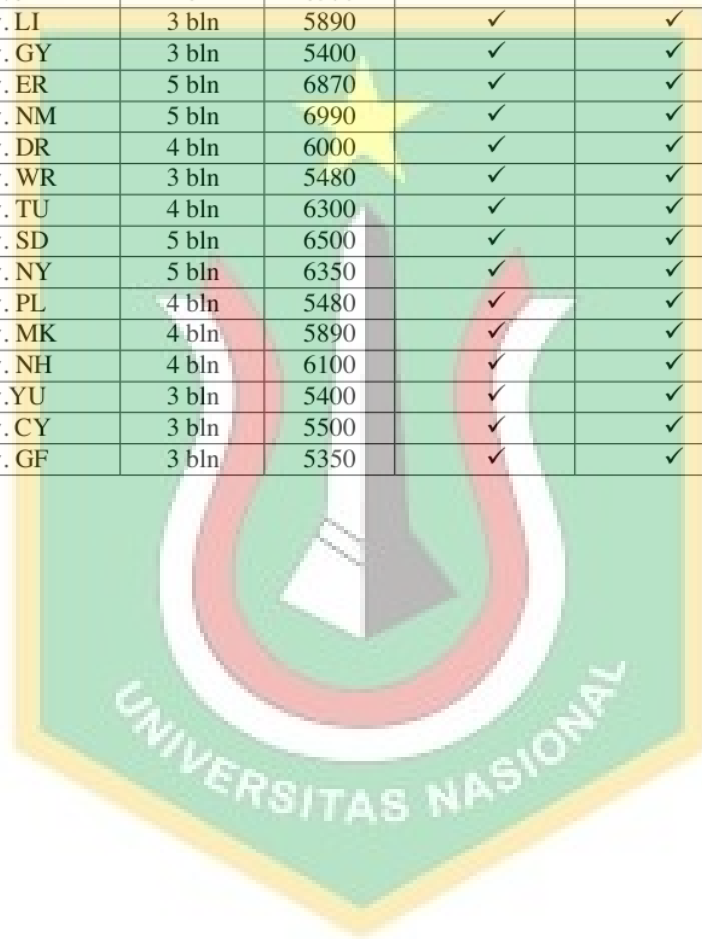 . LI 3 bln 5890 ✓ ✓
. GY 3 bln 5400 ✓ ✓
. ER 5 bln 6870 ✓ ✓
. NM 5 bln 6990 ✓ ✓
. DR 4 bln 6000 ✓ ✓
. WR 3 bln 5480 ✓ ✓
. TU 4 bln 6300 ✓ ✓
. SD 5 bln 6500 ✓ ✓
. NY 5 bln 6350 ✓ ✓
. PL 4 bln 5480 ✓ ✓
. MK 4 bln 5890 ✓ ✓
. NH 4 bln 6100 ✓ ✓
.YU 3 bln 5400 ✓ ✓
. CY 3 bln 5500 ✓ ✓
. GF 3 bln 5350 ✓ ✓
UNIVERSITAS NASIONAL